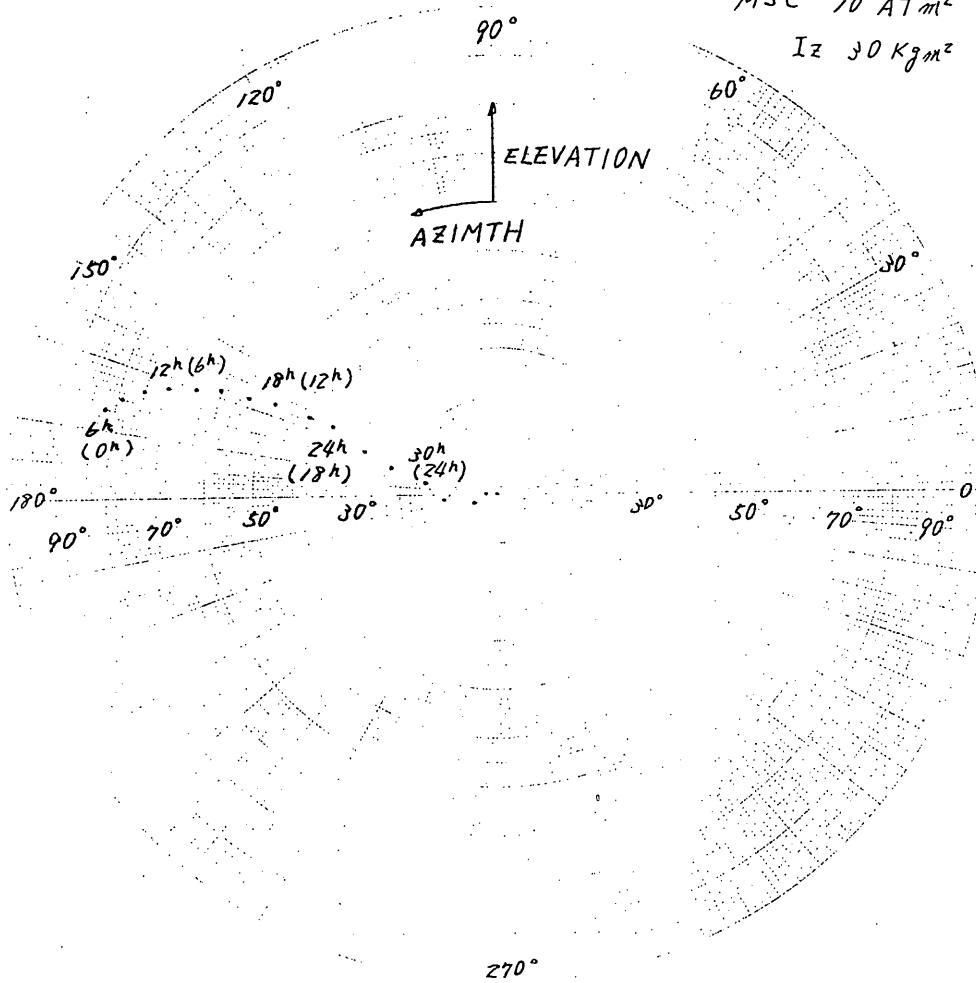 MSC 10 ATm²
Iz 30 Kgm²
90°
120°
60°
ELEVATION
AZIMTH
150°
30°
12h(6h)
18h(12h)
6h
(0h)
24h
(18h)
30h
(24h)
180°
0
90° 70° 50° 30°
30° 50° 70° 90°
270°